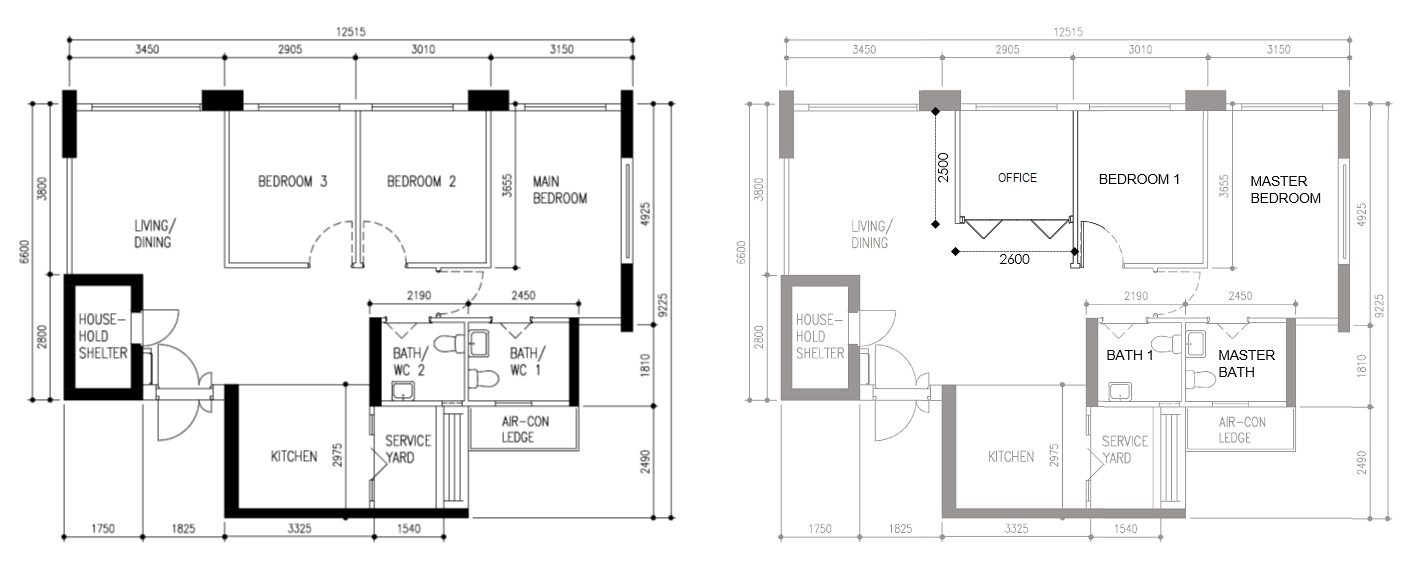 12515
3450
2905
3010
3150
BEDROOM 3
BEDROOM 2
MAIN
BEDROOM
LIVING/
DINING
3800
6600
2800
3655
4925
9225
2190
2450
HOUSE-
HOLD
SHELTER
BATH/
WC 2
BATH/
WC 1
1810
AIR-CON
LEDGE
KITCHEN
2975
SERVICE
YARD
2490
1750
1825
3325
1540
12515
3450
2905
3010
3150
2500
OFFICE
BEDROOM 1
MASTER
BEDROOM
LIVING/
DINING
3800
6600
2800
3655
4925
9225
2600
2190
2450
HOUSE-
HOLD
SHELTER
BATH 1
MASTER
BATH
1810
AIR-CON
LEDGE
KITCHEN
2975
SERVICE
YARD
2490
1750
1825
3325
1540